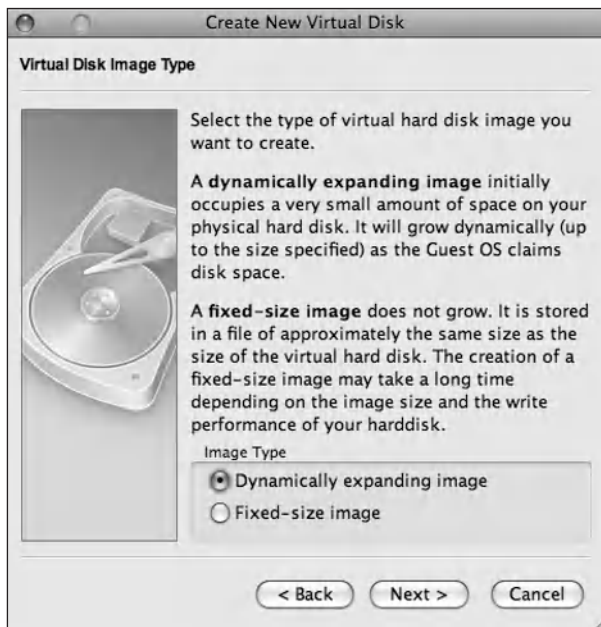 Create New Virtual Disk
Virtual Disk Image Type
Select the type of virtual hard disk image you
want to create.
A dynamically expanding image initially
occupies a very small amount of space on your
physical hard disk. It will grow dynamically (up
to the size specified) as the Guest OS claims
disk space.
A fixed-size image does not grow. It is stored
in a file of approximately the same size as the
size of the virtual hard disk. The creation of a
fixed-size image may take a long time
depending on the image size and the write
performance of your harddisk.
Image Type
Dynamically expanding image
Fixed-size image
< Back Next > Cancel